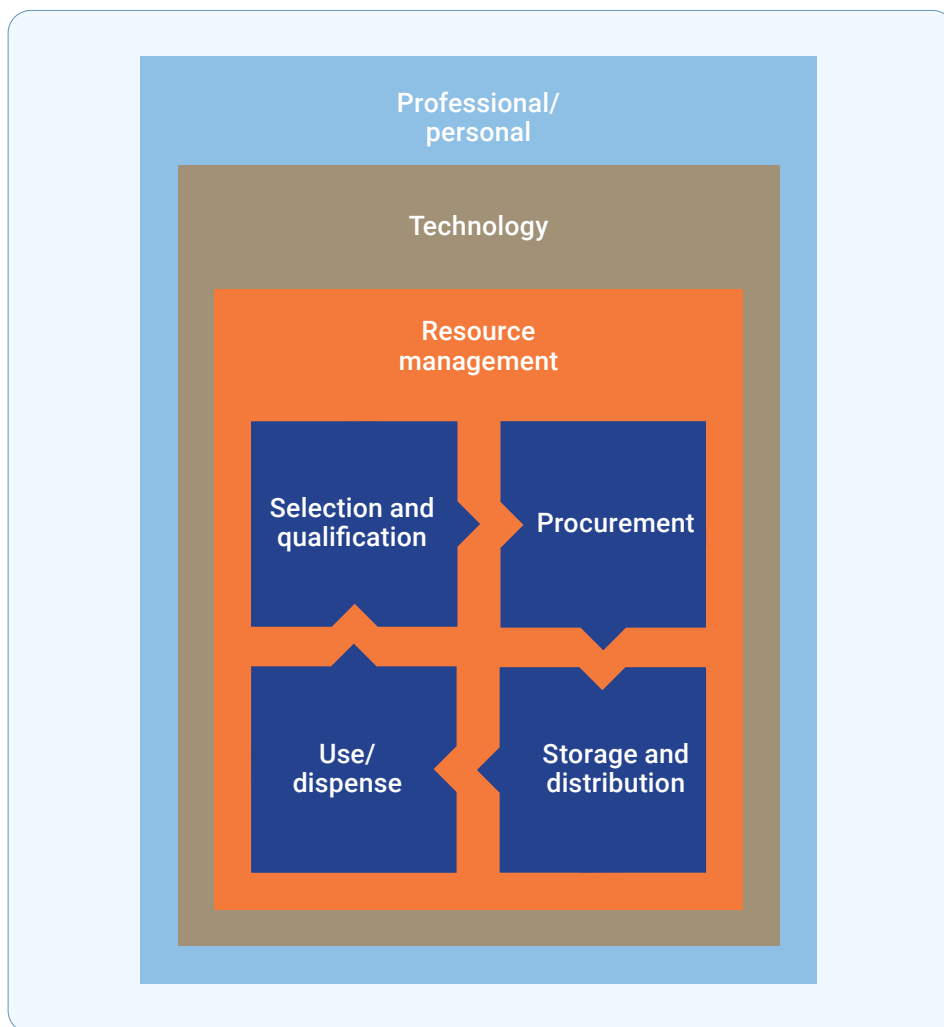 Professional/
personal
Technology
Resource
management
Selection and
qualification
Procurement
Use/
dispense
Storage and
distribution